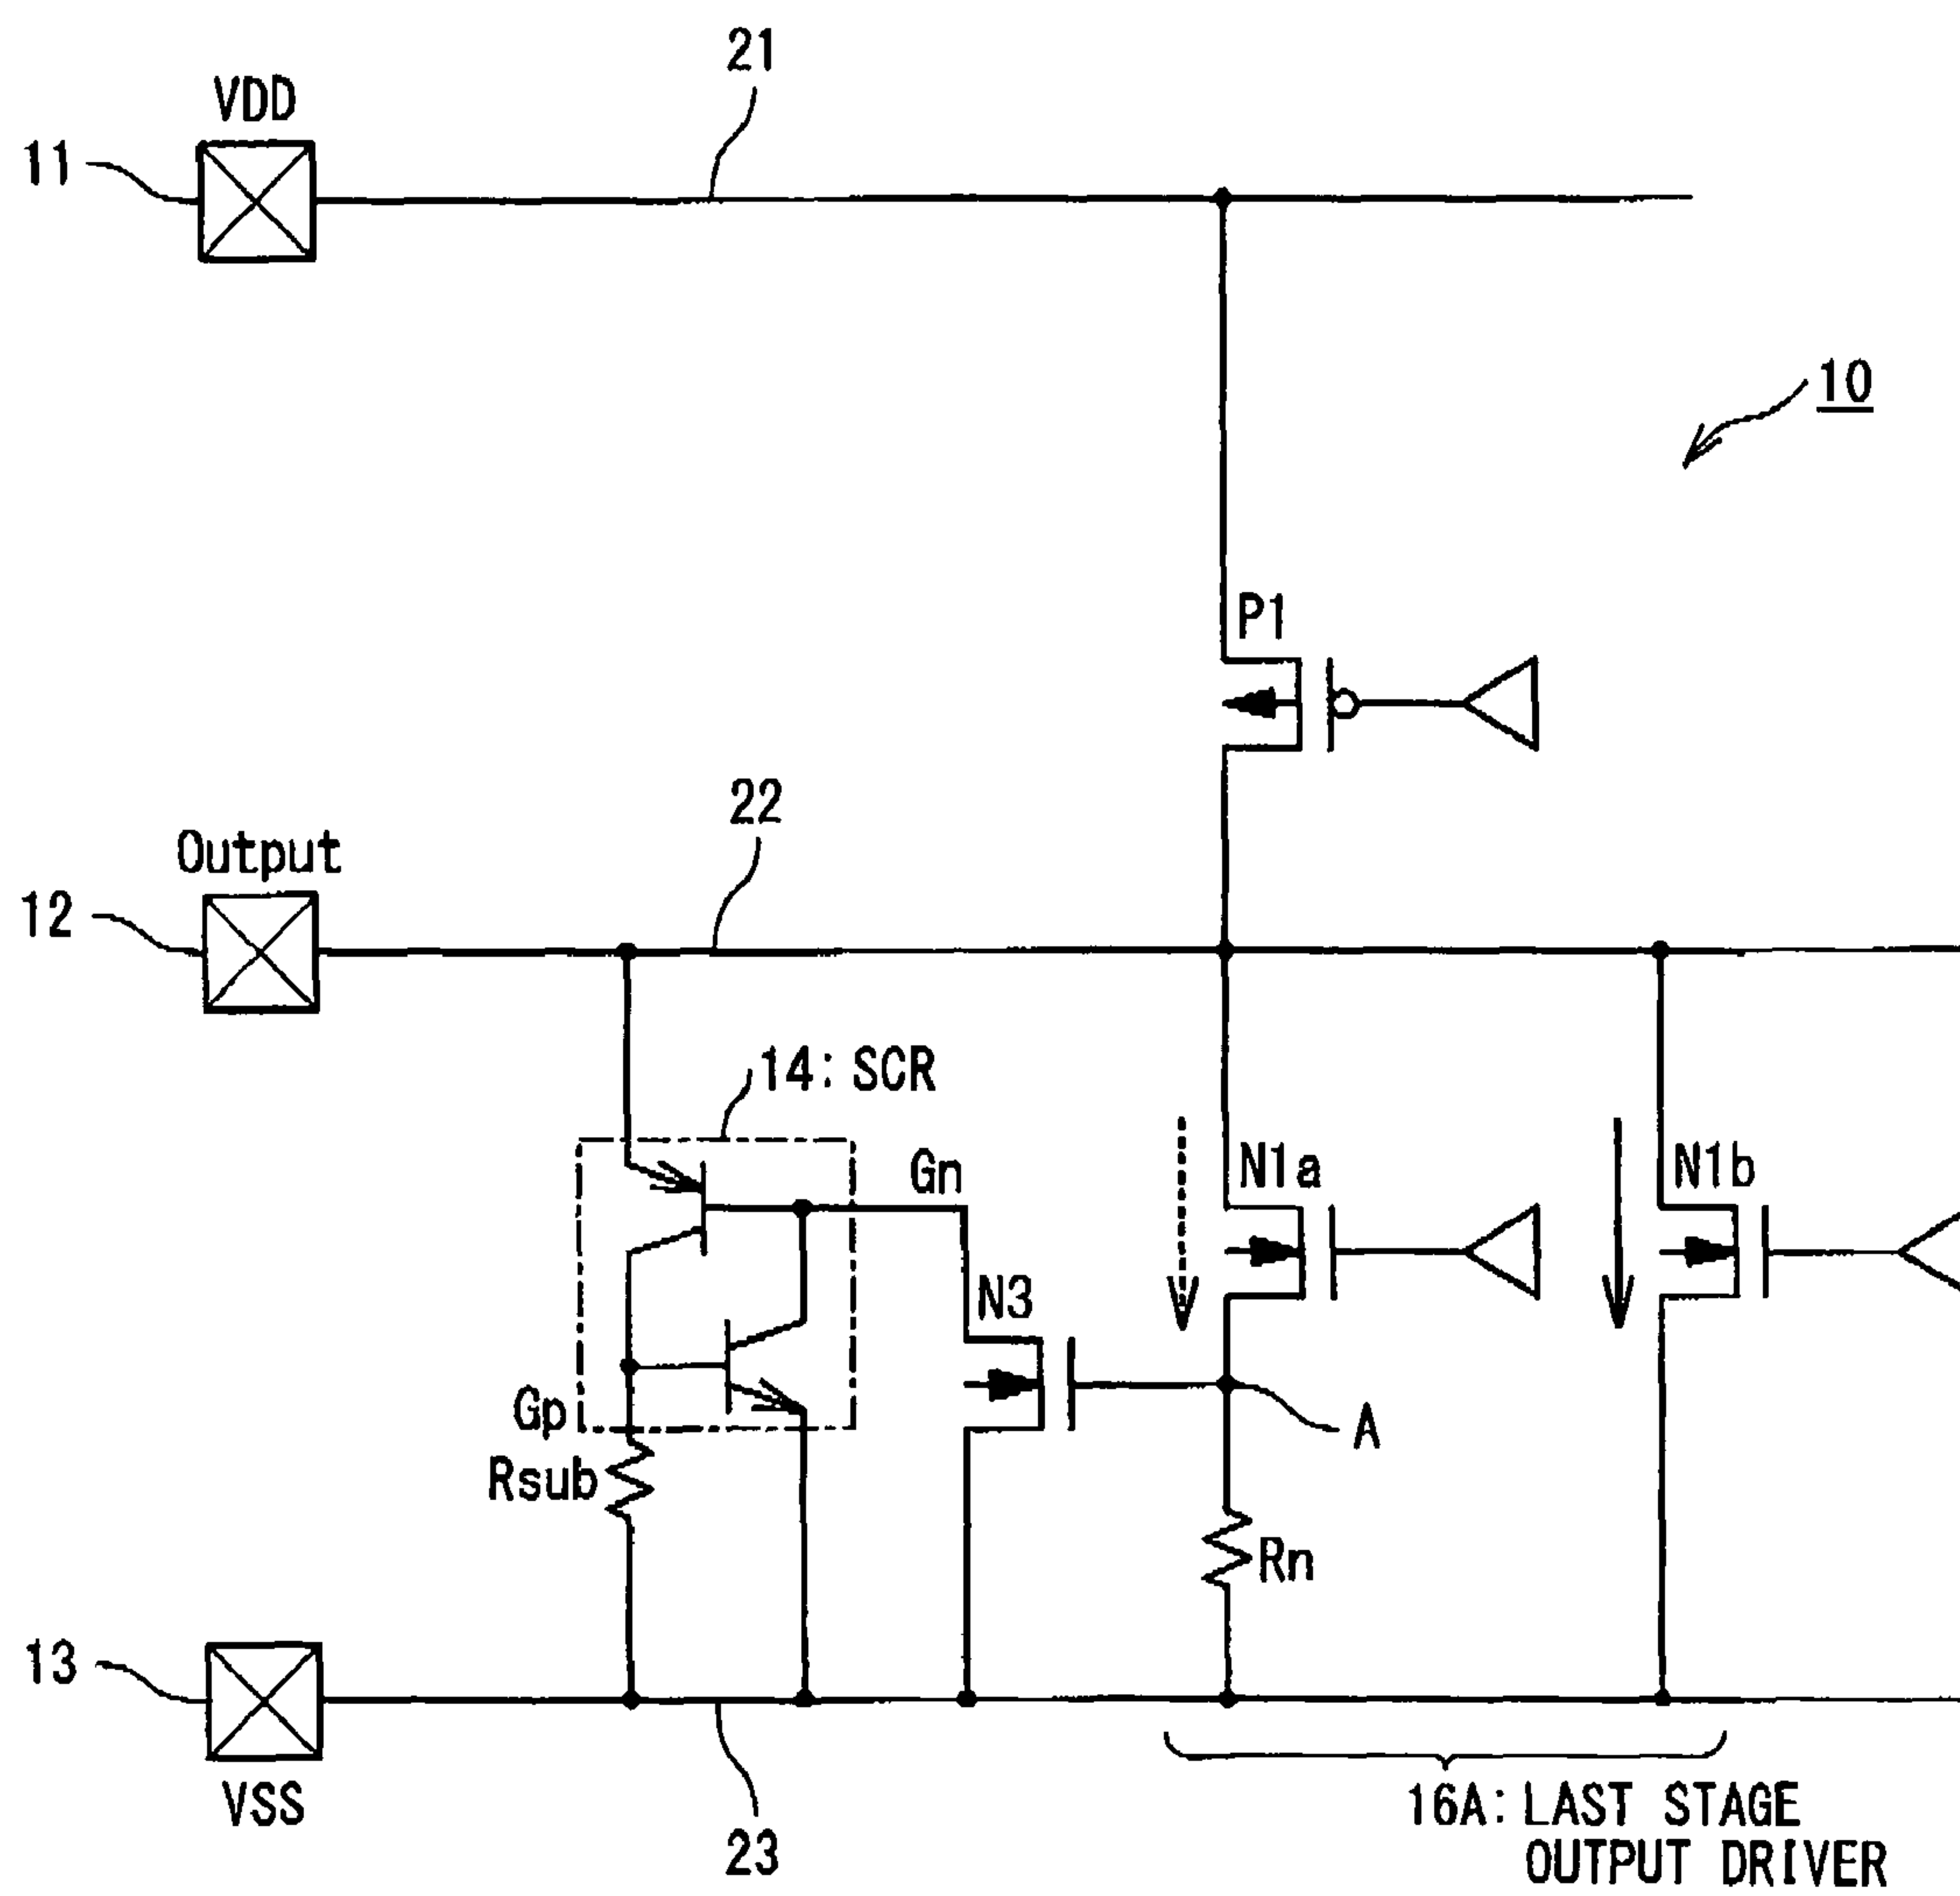 21
VDD
11
10
P1
22
Output
12
14: SCR
Gn
N1a
N1b
N3
Gp
A
Rsub
Rn
13
VSS
23
16A: LAST STAGE
OUTPUT DRIVER